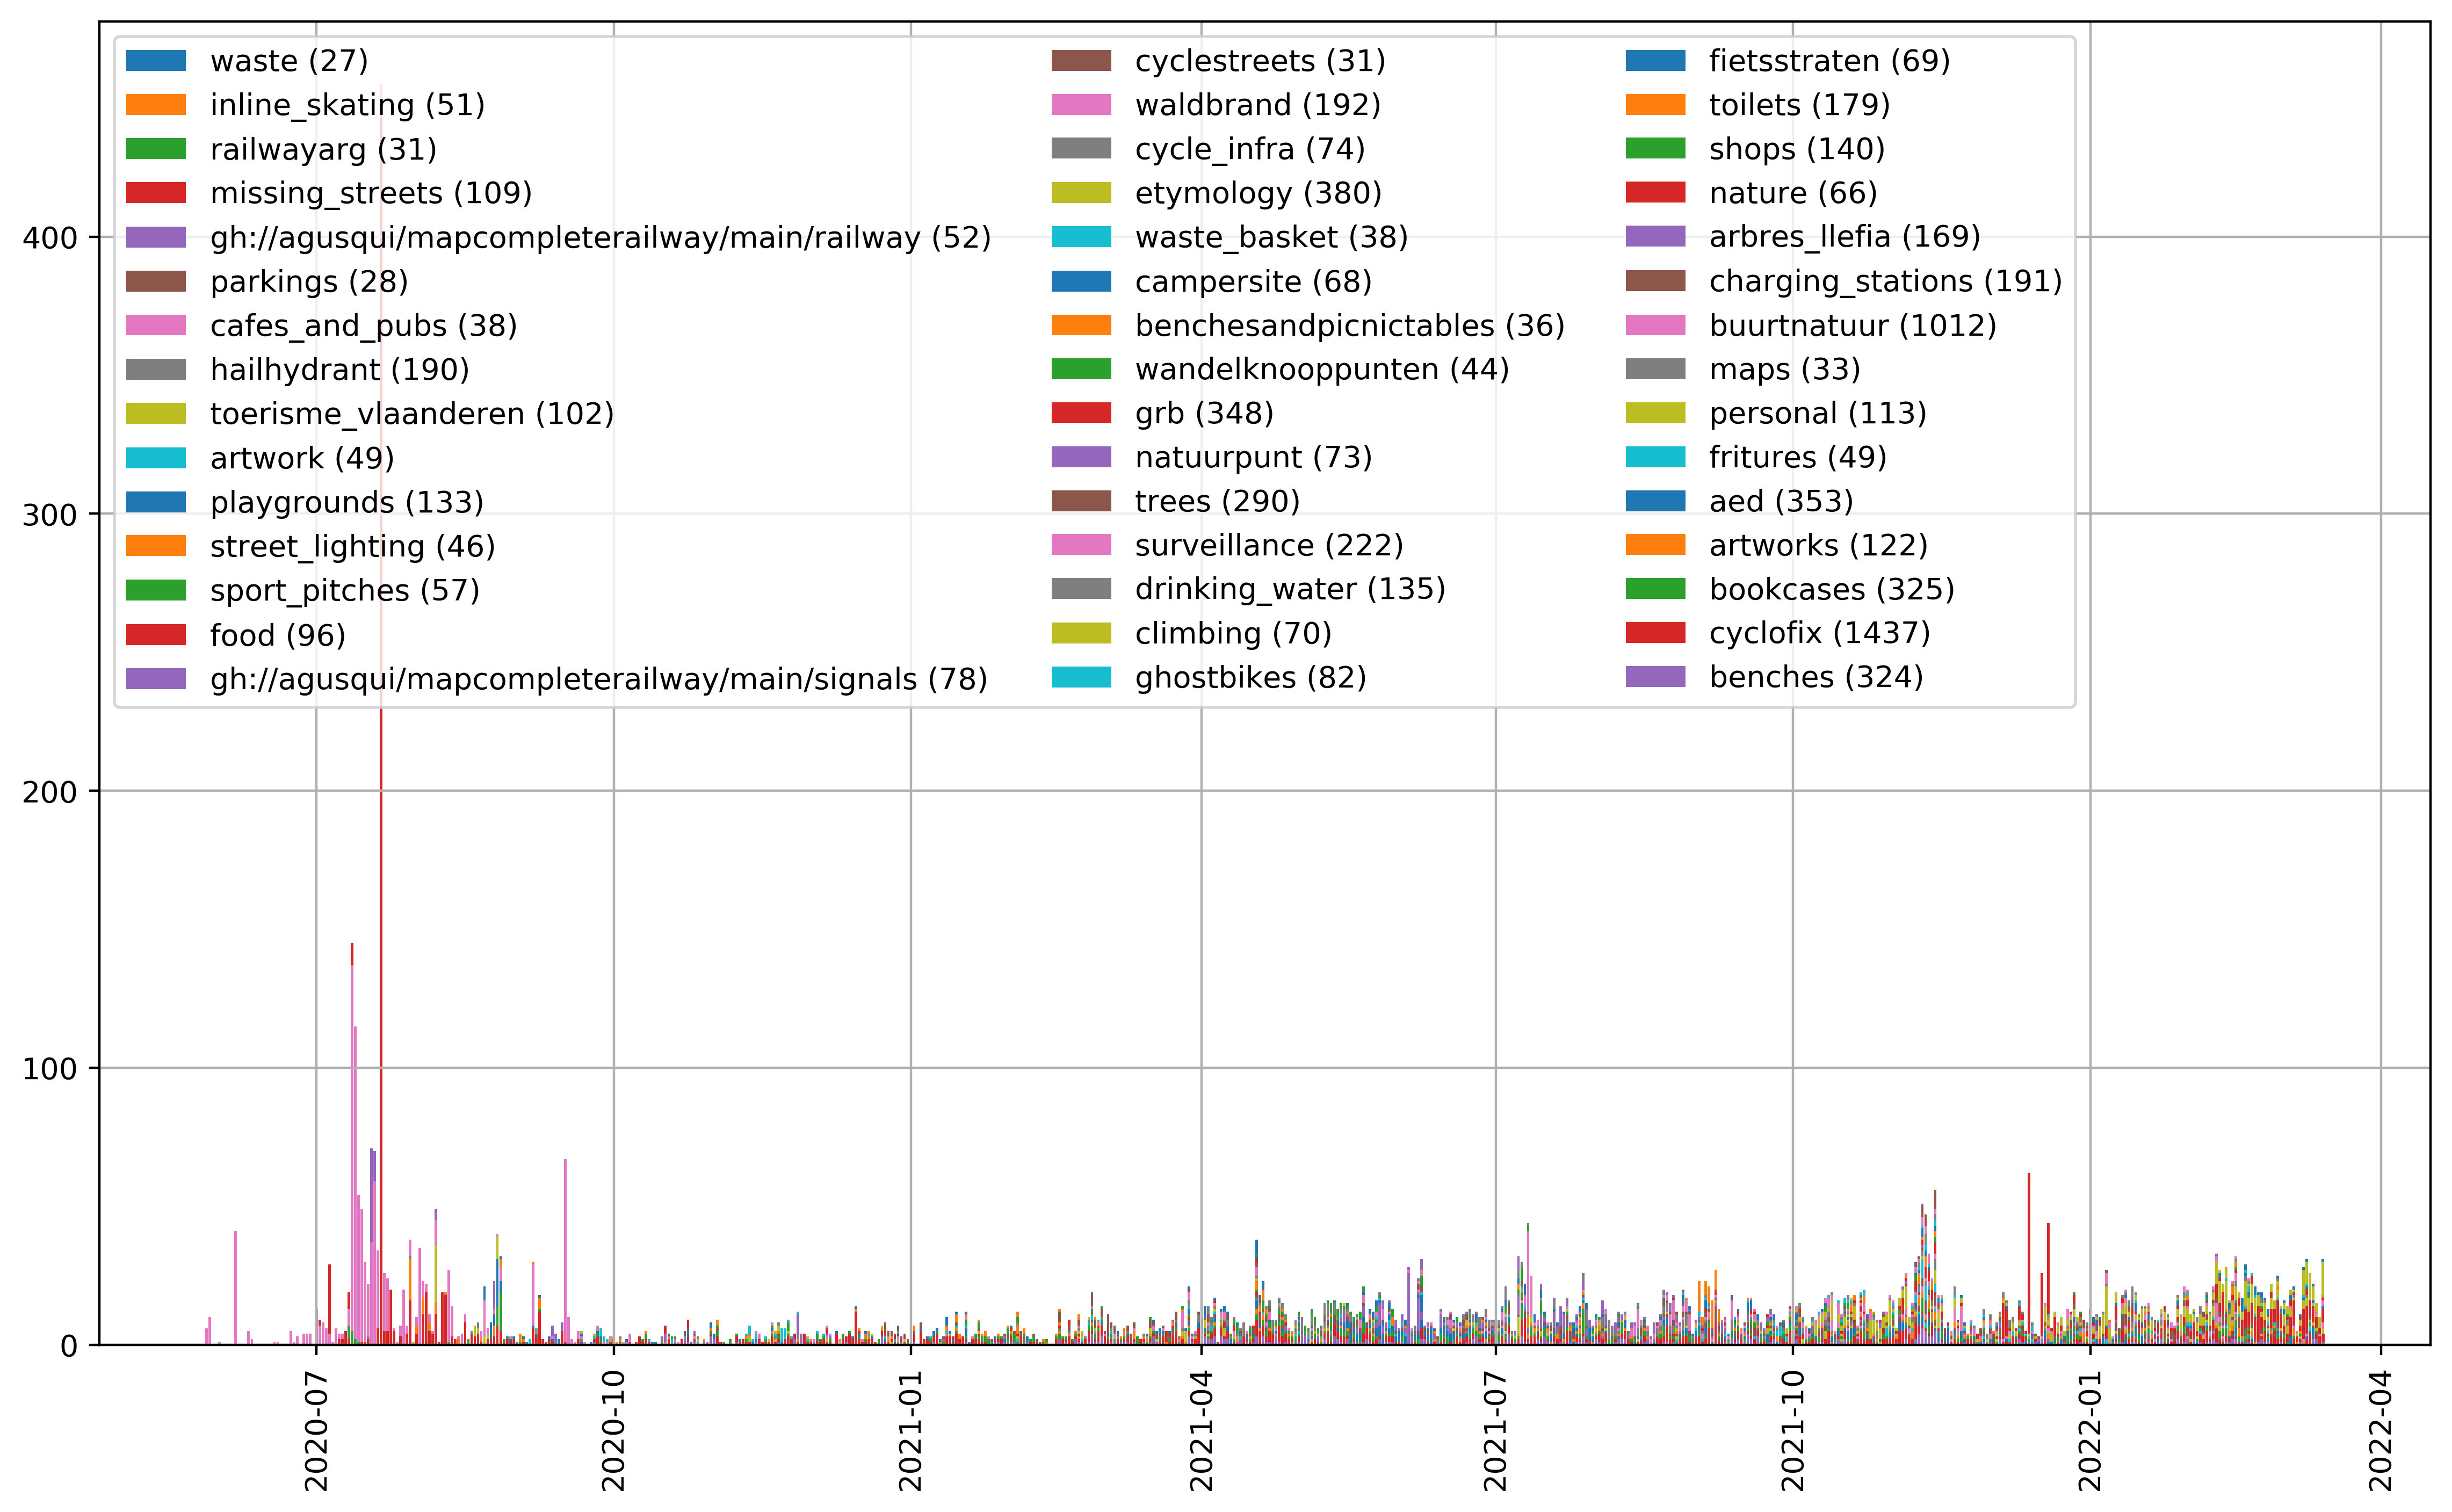 waste (27)
inline_skating (51)
railwayarg (31)
missing_streets (109)
gh://agusqui/mapcompleterailway/main/railway (52)
parkings (28)
cafes_and_pubs (38)
hailhydrant (190)
toerisme_vlaanderen (102)
artwork (49)
playgrounds (133)
street_lighting (46)
sport_pitches (57)
food (96)
gh://agusqui/mapcompleterailway/main/signals (78)
cyclestreets (31)
waldbrand (192)
cycle_infra (74)
etymology (380)
waste_basket (38)
campersite (68)
benchesandpicnictables (36)
wandelknooppunten (44)
grb (348)
natuurpunt (73)
trees (290)
surveillance (222)
drinking_water (135)
climbing (70)
ghostbikes (82)
fietsstraten (69)
toilets (179)
shops (140)
nature (66)
arbres_llefia (169)
charging_stations (191)
buurtnatuur (1012)
maps (33)
personal (113)
fritures (49)
aed (353)
artworks (122)
bookcases (325)
cyclofix (1437)
benches (324)
400
300
200
100
0
2020-07
2020-10
2021-01
2021-04
2021-07
2021-10
2022-01
2022-04